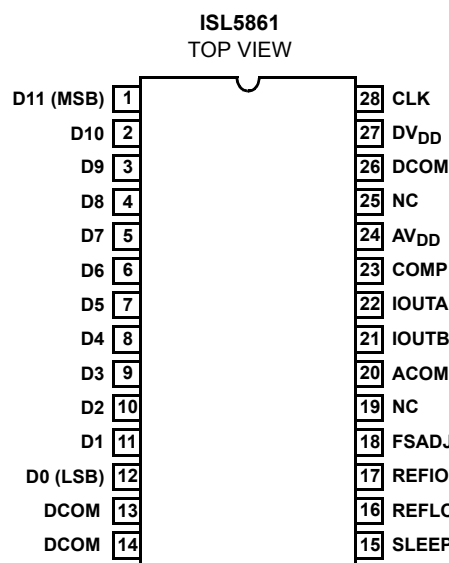 ISL5861
TOP VIEW
D11 (MSB) 1 28 CLK
D10 2 27 DVDD
D9 3 26 DCOM
D8 4 25 NC
D7 5 24 AVDD
D6 6 23 COMP
D5 7 22 IOUTA
D4 8 21 IOUTB
D3 9 20 ACOM
D2 10 19 NC
D1 11 18 FSADJ
D0 (LSB) 12 17 REFIO
DCOM 13 16 REFLO
DCOM 14 15 SLEEP